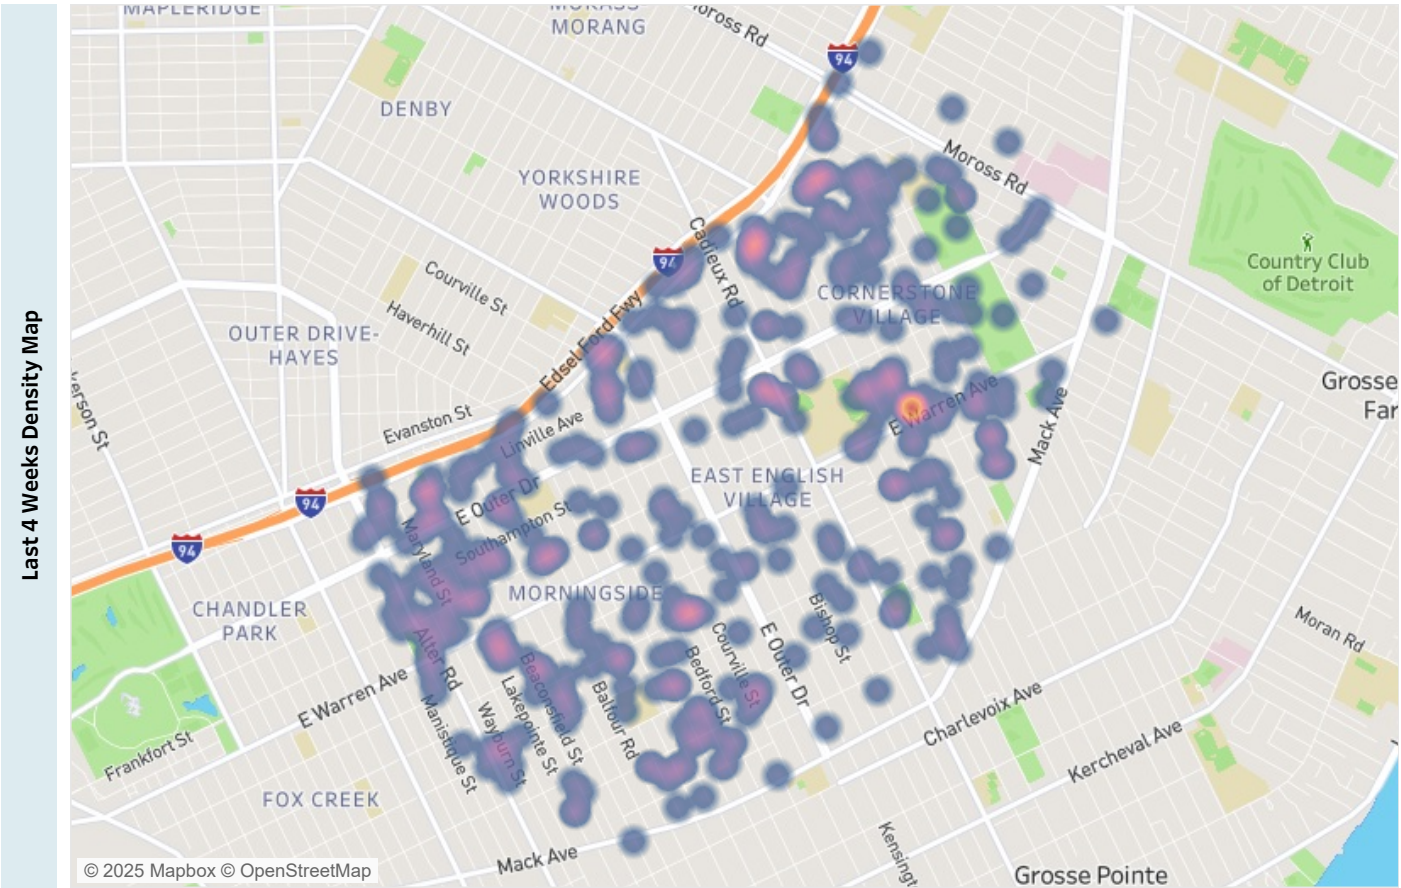 Last 4 Weeks Density Map
MAPLERIDGE
MORASS
MORANG
Moross Rd
94
DENBY
Moross Rd
YORKSHIRE
WOODS
Cadieux Rd
94
Country Club
of Detroit
Courville St
Haverhill St
CORNERSTONE
VILLAGE
OUTER DRIVE-
HAYES
Edsel Ford Fwy
Grosse
Far
kerson St
Evanston St
Linville Ave
E Warren Ave
Mack Ave
EAST ENGLISH
VILLAGE
E Outer Dr
94
Southampton St
94
Maryland St
MORNINGSIDE
CHANDLER
PARK
Bishop St
Moran Rd
Alter Rd
Courville St
E Outer Dr
Bedford St
Beaconsfield St
E Warren Ave
Lakepointe St
Balfour Rd
Manistique St
Wayburn St
Charlevoix Ave
Kercheval Ave
Frankfort St
FOX CREEK
Mack Ave
Kensingt
Grosse Pointe
© 2025 Mapbox © OpenStreetMap